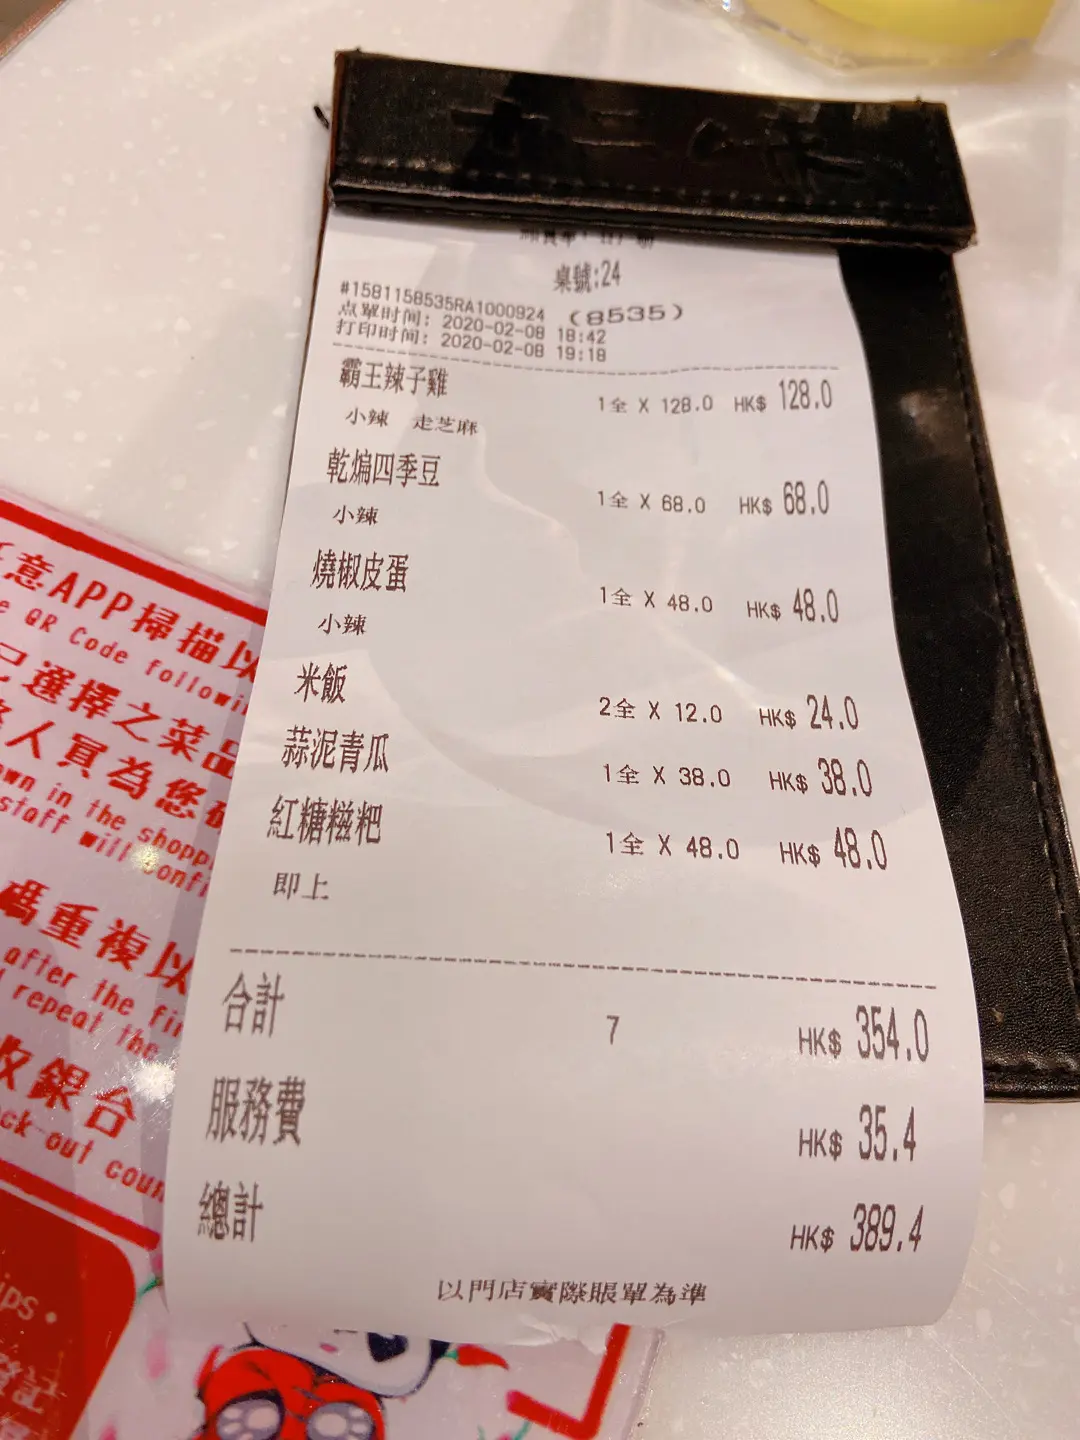 桌號:24
#1581158535RA1000924 (8535)
点單时间: 2020-02-08 18:42
打印时间: 2020-02-08 19:18
霸王辣子雞 1全 X 128.0 HK$ 128.0
小辣 走芝麻
乾煸四季豆 1全 X 68.0 HK$ 68.0
小辣
燒椒皮蛋 1全 X 48.0 HK$ 48.0
小辣
米飯 2全 X 12.0 HK$ 24.0
蒜泥青瓜 1全 X 38.0 HK$ 38.0
紅糖糍粑 1全 X 48.0 HK$ 48.0
即上
合計 7 HK$ 354.0
服務費 HK$ 35.4
總計 HK$ 389.4
以門店實際賬單為準
意APP掃描以
QR Code followi
已選擇之菜品
人員為您
own in the shopp
staff will confi
碼重複以
after the fi
repeat the
收銀台
ck-out coun
ips